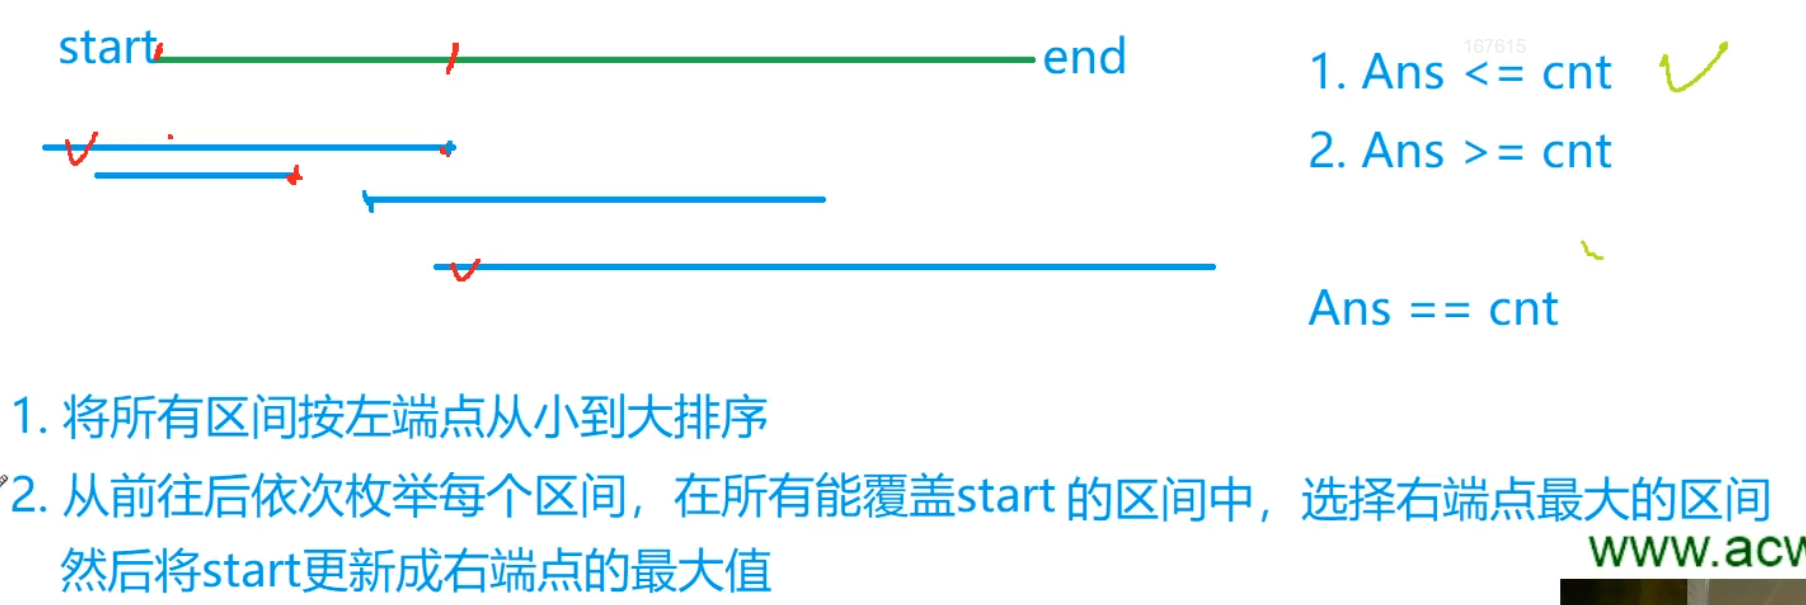 start
end
167615
1. Ans <= cnt
2. Ans >= cnt
Ans == cnt
1. 将所有区间按左端点从小到大排序
2. 从前往后依次枚举每个区间，在所有能覆盖start 的区间中，选择右端点最大的区间
然后将start更新成右端点的最大值
www.acw